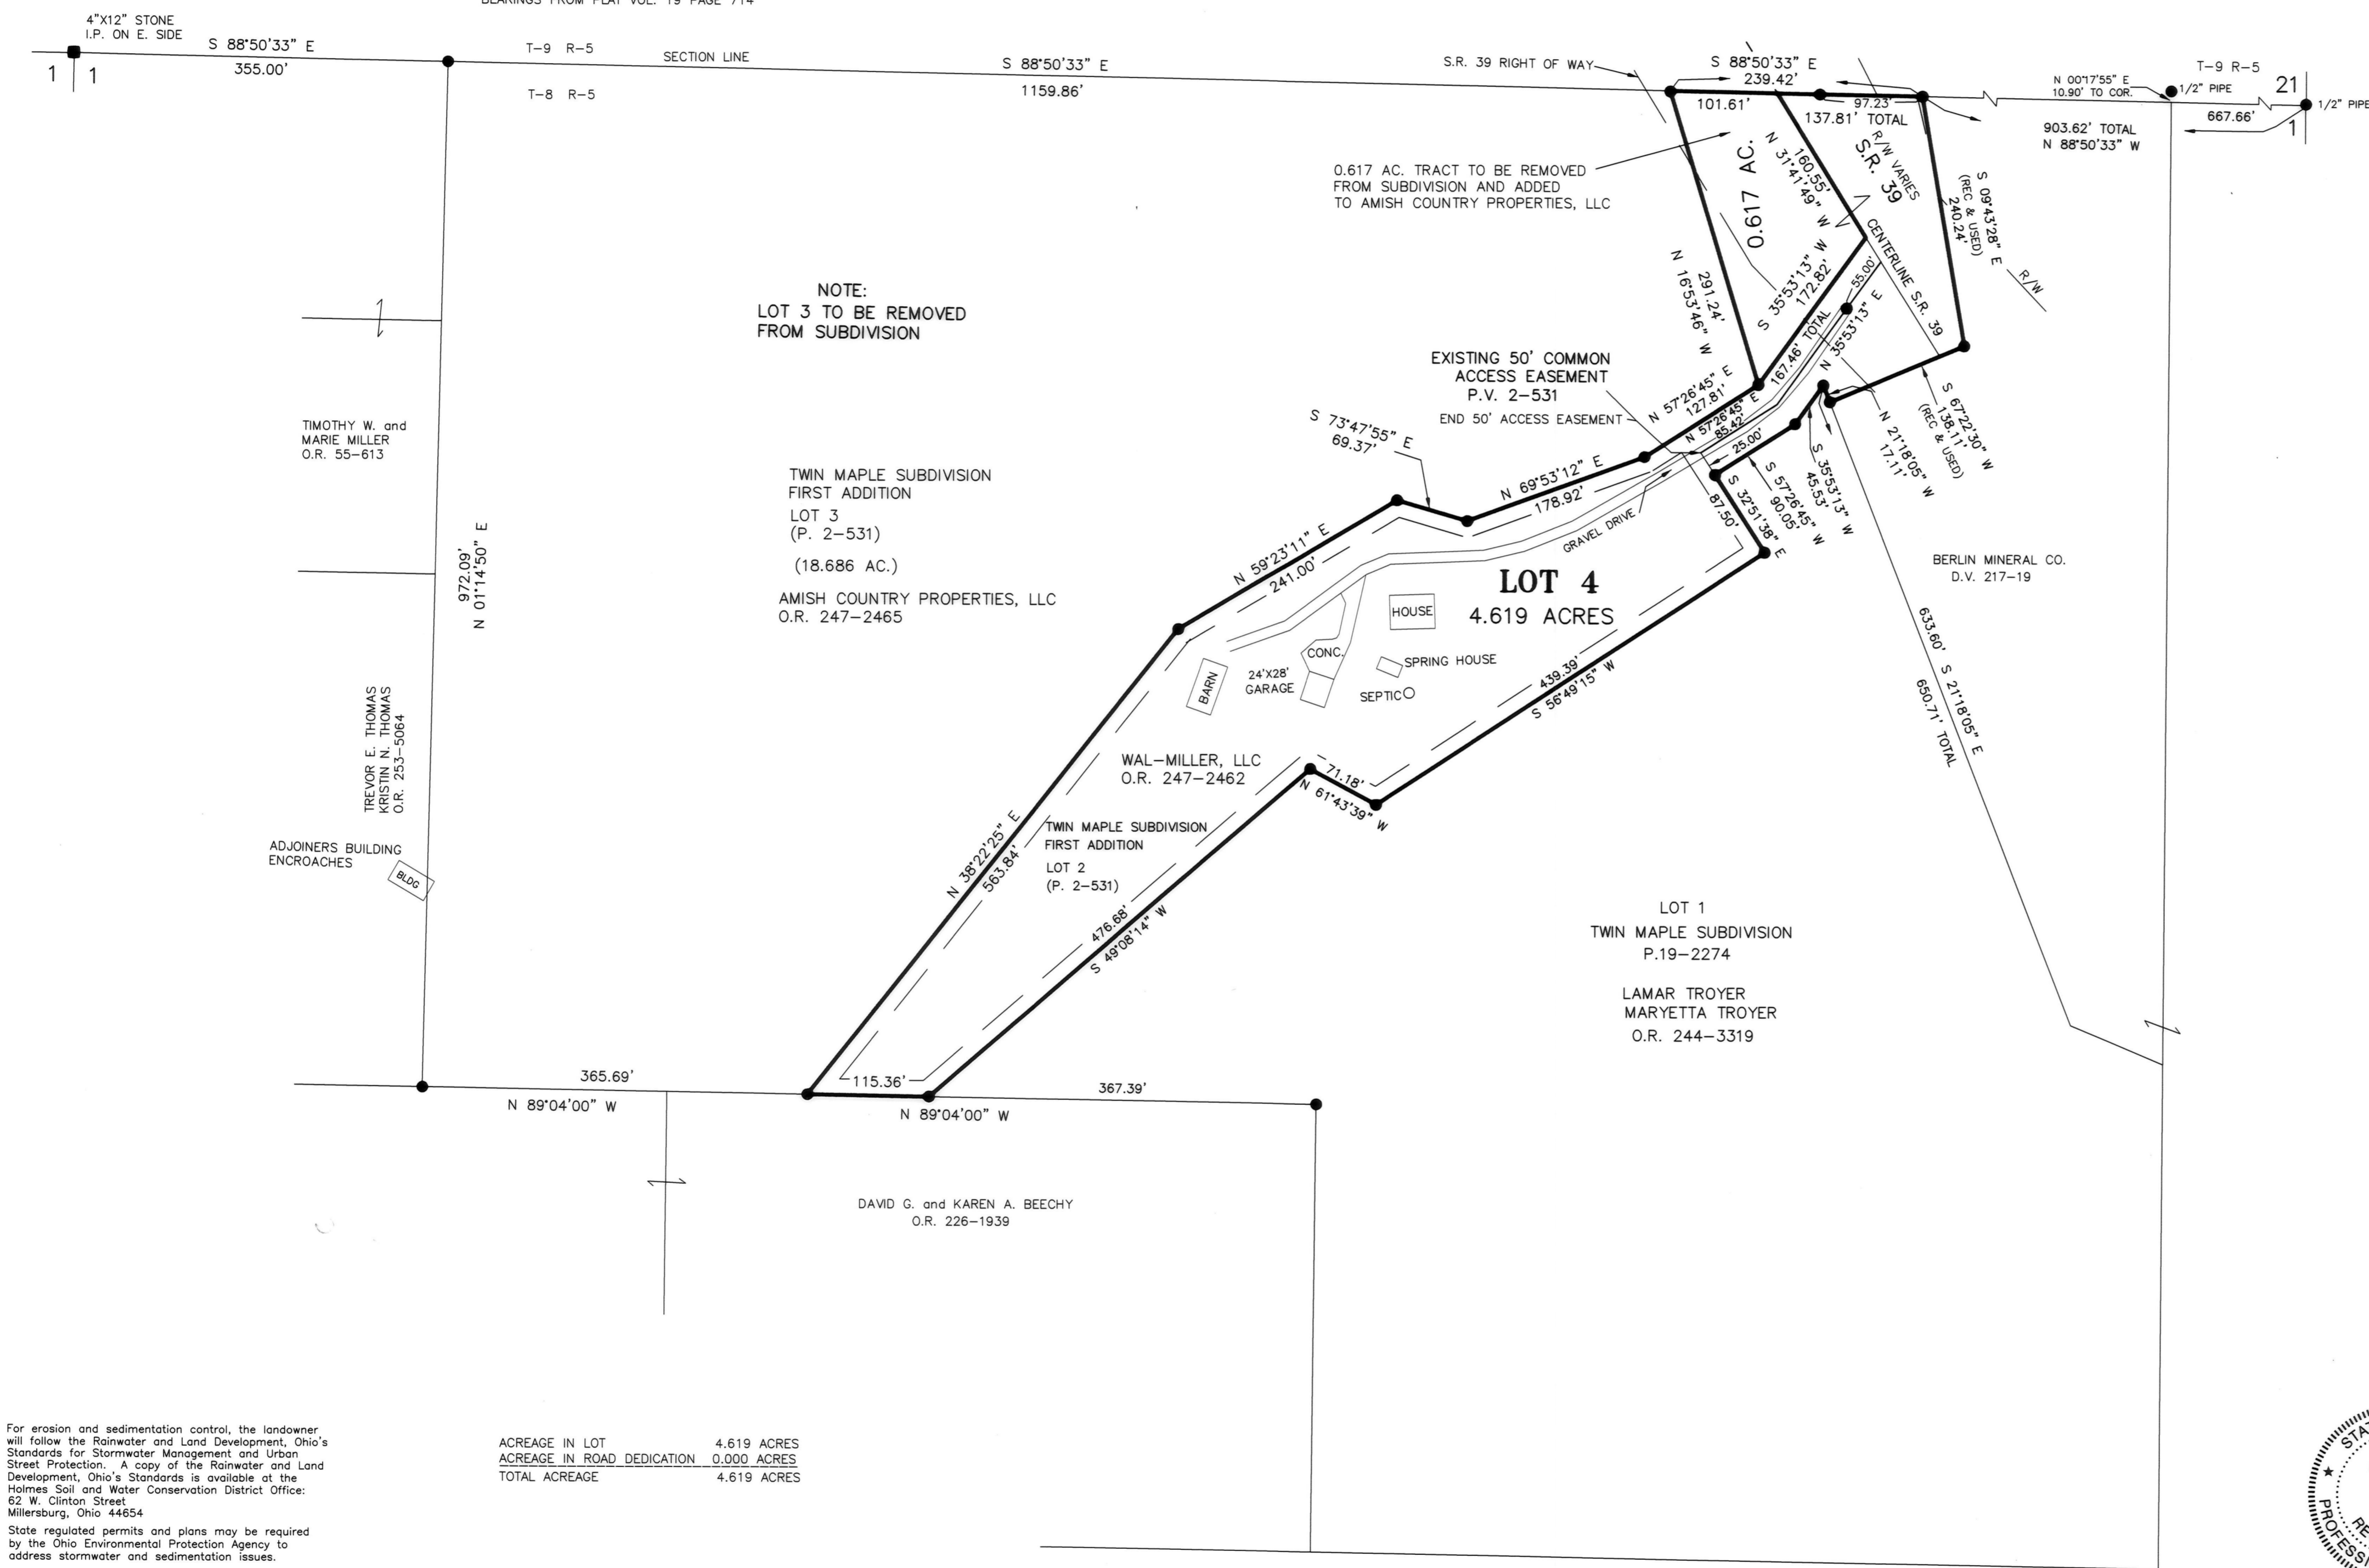 BEARINGS FROM PLAT VOL. 19 PAGE 714
4"X12" STONE
I.P. ON E. SIDE
1 1
S 88°50'33" E
355.00'
T-9 R-5
T-8 R-5
SECTION LINE
S 88°50'33" E
1159.86'
S.R. 39 RIGHT OF WAY
S 88°50'33" E
239.42'
101.61'
97.23'
137.81' TOTAL
N 00°17'55" E
10.90' TO COR.
T-9 R-5
1/2" PIPE
21
1
1/2" PIPE
667.66'
903.62' TOTAL
N 88°50'33" W
0.617 AC. TRACT TO BE REMOVED
FROM SUBDIVISION AND ADDED
TO AMISH COUNTRY PROPERTIES, LLC
0.617 AC.
160.55'
N 31°41'49" W
R/W VARIES
S.R. 39
S 09°43'28" E
(REC & USED)
240.24'
R/W
CENTERLINE S.R. 39
291.24'
N 16°53'46" W
S 35°53'13" W
172.82'
55.00'
167.46' TOTAL
N 35°53'13" E
NOTE:
LOT 3 TO BE REMOVED
FROM SUBDIVISION
EXISTING 50' COMMON
ACCESS EASEMENT
P.V. 2-531
END 50' ACCESS EASEMENT
N 57°26'45" E
127.81'
N 57°26'45" E
85.42'
25.00'
S 67°22'30" W
138.11'
(REC & USED)
N 21°18'05" W
17.11'
S 35°53'13" W
45.53'
S 57°26'45" W
90.05'
S 32°51'38" E
87.50'
S 73°47'55" E
69.37'
N 69°53'12" E
178.92'
GRAVEL DRIVE
N 59°23'11" E
241.00'
TIMOTHY W. and
MARIE MILLER
O.R. 55-613
972.09'
N 01°14'50" E
TWIN MAPLE SUBDIVISION
FIRST ADDITION
LOT 3
(P. 2-531)
(18.686 AC.)
AMISH COUNTRY PROPERTIES, LLC
O.R. 247-2465
LOT 4
4.619 ACRES
HOUSE
CONC.
SPRING HOUSE
24'X28'
GARAGE
SEPTIC
BARN
BERLIN MINERAL CO.
D.V. 217-19
633.60' S 21°18'05" E
650.71' TOTAL
439.39'
S 56°49'15" W
WAL-MILLER, LLC
O.R. 247-2462
71.18'
N 61°43'39" W
TREVOR E. THOMAS
KRISTIN N. THOMAS
O.R. 253-5064
ADJOINERS BUILDING
ENCROACHES
BLDG
N 38°22'25" E
563.84'
TWIN MAPLE SUBDIVISION
FIRST ADDITION
LOT 2
(P. 2-531)
476.68'
S 49°08'14" W
LOT 1
TWIN MAPLE SUBDIVISION
P.19-2274
LAMAR TROYER
MARYETTA TROYER
O.R. 244-3319
365.69'
N 89°04'00" W
115.36'
N 89°04'00" W
367.39'
DAVID G. and KAREN A. BEECHY
O.R. 226-1939
For erosion and sedimentation control, the landowner
will follow the Rainwater and Land Development, Ohio's
Standards for Stormwater Management and Urban
Street Protection. A copy of the Rainwater and Land
Development, Ohio's Standards is available at the
Holmes Soil and Water Conservation District Office:
62 W. Clinton Street
Millersburg, Ohio 44654
State regulated permits and plans may be required
by the Ohio Environmental Protection Agency to
address stormwater and sedimentation issues.
ACREAGE IN LOT 4.619 ACRES
ACREAGE IN ROAD DEDICATION 0.000 ACRES
TOTAL ACREAGE 4.619 ACRES